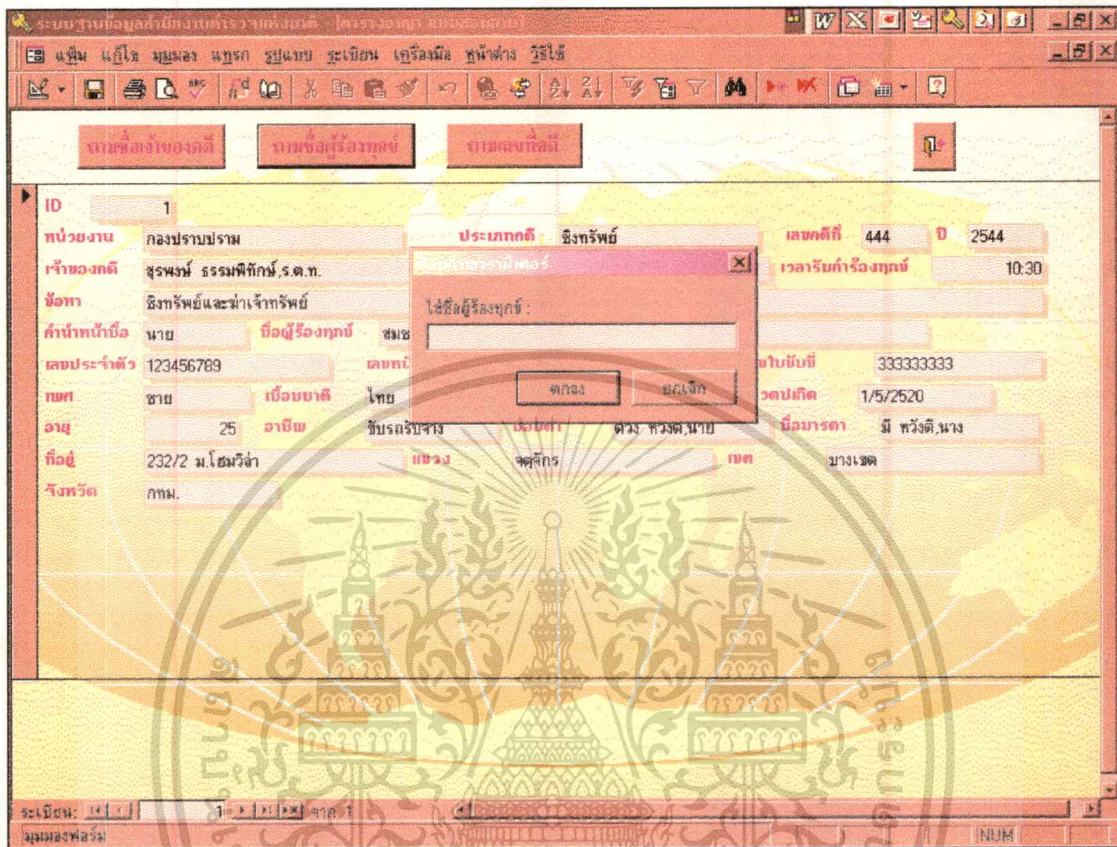 ระบบฐานข้อมูลสำนักงานตำรวจแห่งชาติ
แฟ้ม แก้ไข มุมมอง แทรก รูปแบบ ระเบียน เครื่องมือ หน้าต่าง วิธีใช้
ถามชื่อเจ้าของคดี ถามชื่อผู้ร้องทุกข์ ถามเลขที่คดี
ID 1
หน่วยงาน กองปราบปราม ประเภทคดี ชิงทรัพย์ เลขคดีที่ 444 ปี 2544
เจ้าของคดี สุรพงษ์ ธรรมพิทักษ์,ร.ต.ท. เวลารับคำร้องทุกข์ 10:30
ข้อหา ชิงทรัพย์และฆ่าเจ้าทรัพย์
ใส่ชื่อผู้ร้องทุกข์ :
คำนำหน้าชื่อ นาย ชื่อผู้ร้องทุกข์ สมช
เลขประจำตัว 123456789 ใบขับขี่ 333333333
ตกลง ยกเลิก
เพศ ชาย เชื้อชาติ ไทย 1/5/2520
อายุ 25 อาชีพ ขับรถรับจ้าง ดวง หวังดี,นาย ชื่อมารดา มี หวังดี,นาง
ที่อยู่ 232/2 ม.โฮมวิล่า แขวง จตุจักร เขต บางเขต
จังหวัด กทม.
ระเบียน: 1 จาก 1
มุมมองฟอร์ม NUM